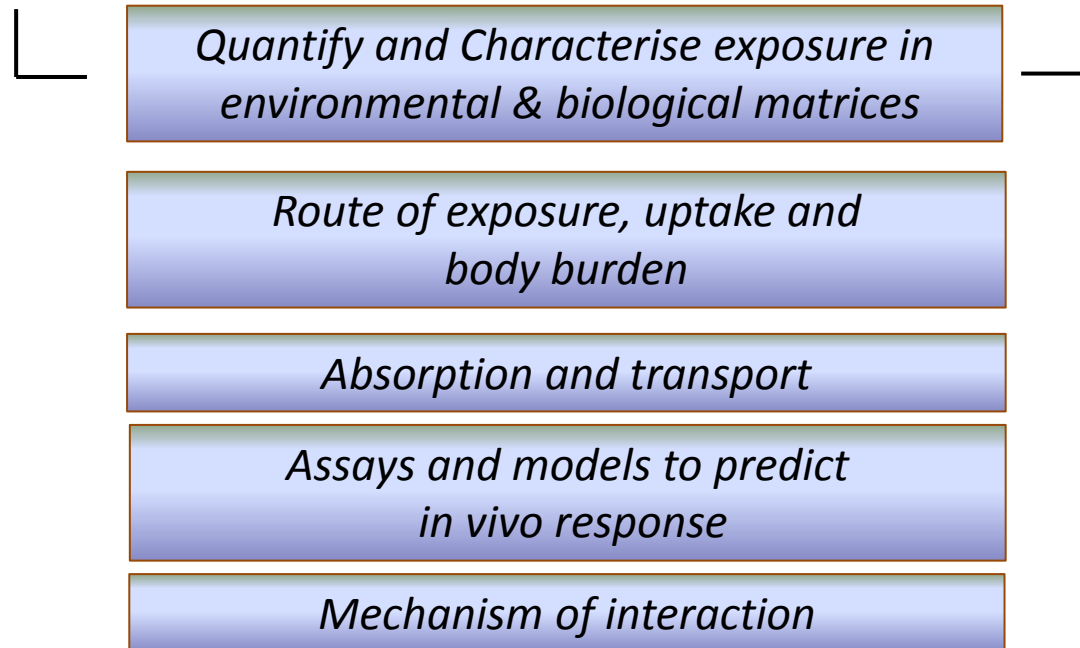 Quantify and Characterise exposure in
environmental & biological matrices
Route of exposure, uptake and
body burden
Absorption and transport
Assays and models to predict
in vivo response
Mechanism of interaction